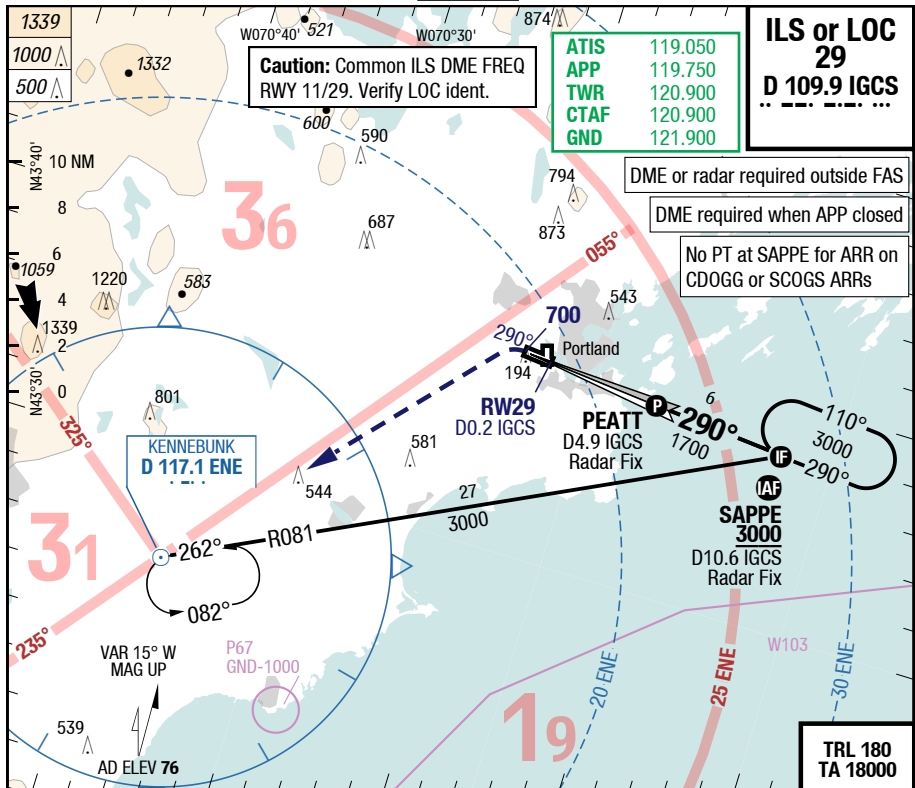 1339
1000
500
1332
521
W070°40'
W070°30'
874
Caution: Common ILS DME FREQ
RWY 11/29. Verify LOC ident.
ATIS 119.050
APP 119.750
TWR 120.900
CTAF 120.900
GND 121.900
ILS or LOC
29
D 109.9 IGCS
DME or radar required outside FAS
DME required when APP closed
No PT at SAPPE for ARR on
CDOGG or SCOGS ARRs
N43°40'
10 NM
8
6
4
2
0
N43°30'
600
590
687
794
873
36
055°
1059
1220
583
1339
543
700
290°
Portland
194
RW29
D0.2 IGCS
PEATT
D4.9 IGCS
Radar Fix
P
6
290°
1700
110°
3000
290°
IF
IAF
SAPPE
3000
D10.6 IGCS
Radar Fix
801
325°
KENNEBUNK
D 117.1 ENE
581
544
27
3000
R081
262°
082°
31
235°
VAR 15° W
MAG UP
P67
GND-1000
W103
539
AD ELEV 76
19
20 ENE
25 ENE
30 ENE
TRL 180
TA 18000